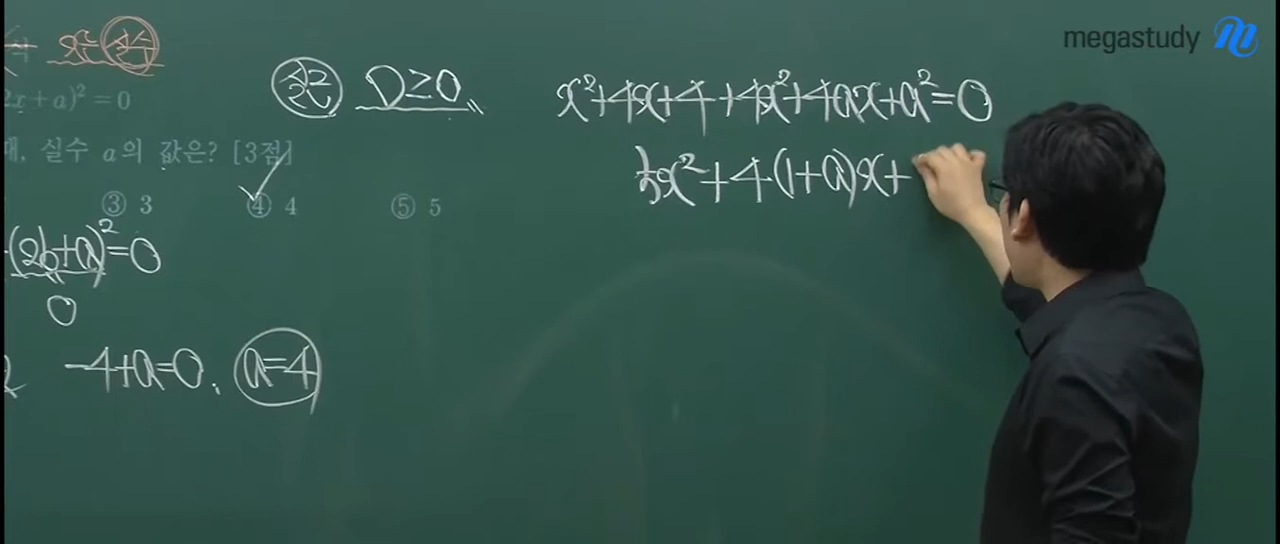 megastudy
실수
2x+a)² = 0
때, 실수 a의 값은? [3점]
③ 3 ④ 4 ⑤ 5
(2b+a)²=0
0
-4+a=0, a=4
실근 D≥0
x²+4x+4+4x²+4ax+a²=0
5x²+4(1+a)x+